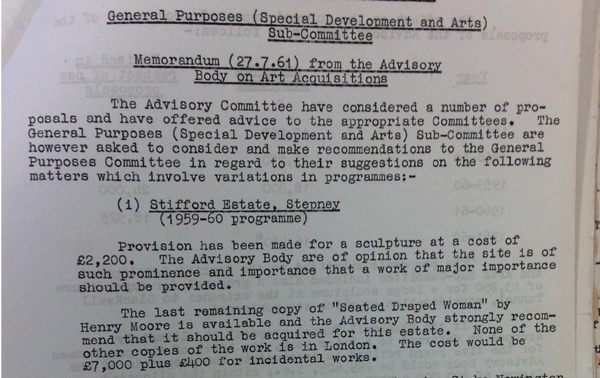 General Purposes (Special Development and Arts)
Sub-Committee
Memorandum (27.7.61) from the Advisory
Body on Art Acquisitions
The Advisory Committee have considered a number of pro-
posals and have offered advice to the appropriate Committees. The
General Purposes (Special Development and Arts) Sub-Committee are
however asked to consider and make recommendations to the General
Purposes Committee in regard to their suggestions on the following
matters which involve variations in programmes:-
(i) Stifford Estate, Stepney
(1959-60 programme)
Provision has been made for a sculpture at a cost of
£2,200. The Advisory Body are of opinion that the site is of
such prominence and importance that a work of major importance
should be provided.
The last remaining copy of "Seated Draped Woman" by
Henry Moore is available and the Advisory Body strongly recom-
mend that it should be acquired for this estate. None of the
other copies of the work is in London. The cost would be
£7,000 plus £400 for incidental works.